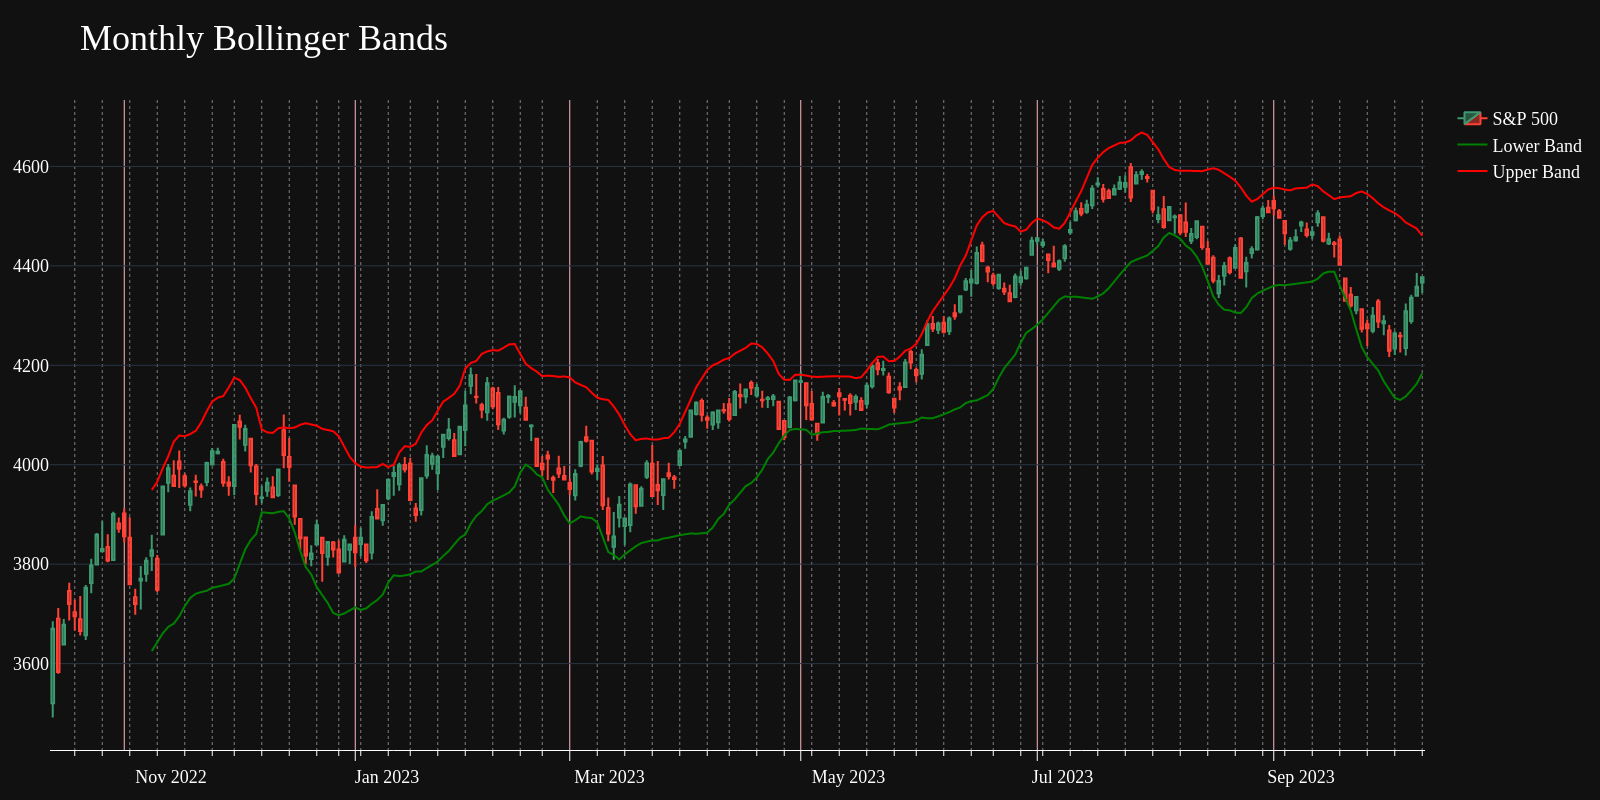 Monthly Bollinger Bands
S&P 500
Lower Band
Upper Band
4600
4400
4200
4000
3800
3600
Nov 2022
Jan 2023
Mar 2023
May 2023
Jul 2023
Sep 2023